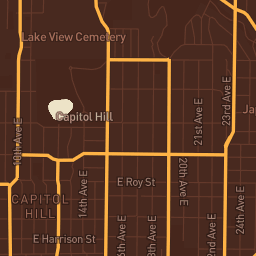 Lake View Cemetery
Capitol Hill
10th Ave E
21st Ave E
23rd Ave E
CAPITOL
HILL
14th Ave E
E Roy St
20th Ave E
24th Ave E
E Harrison St